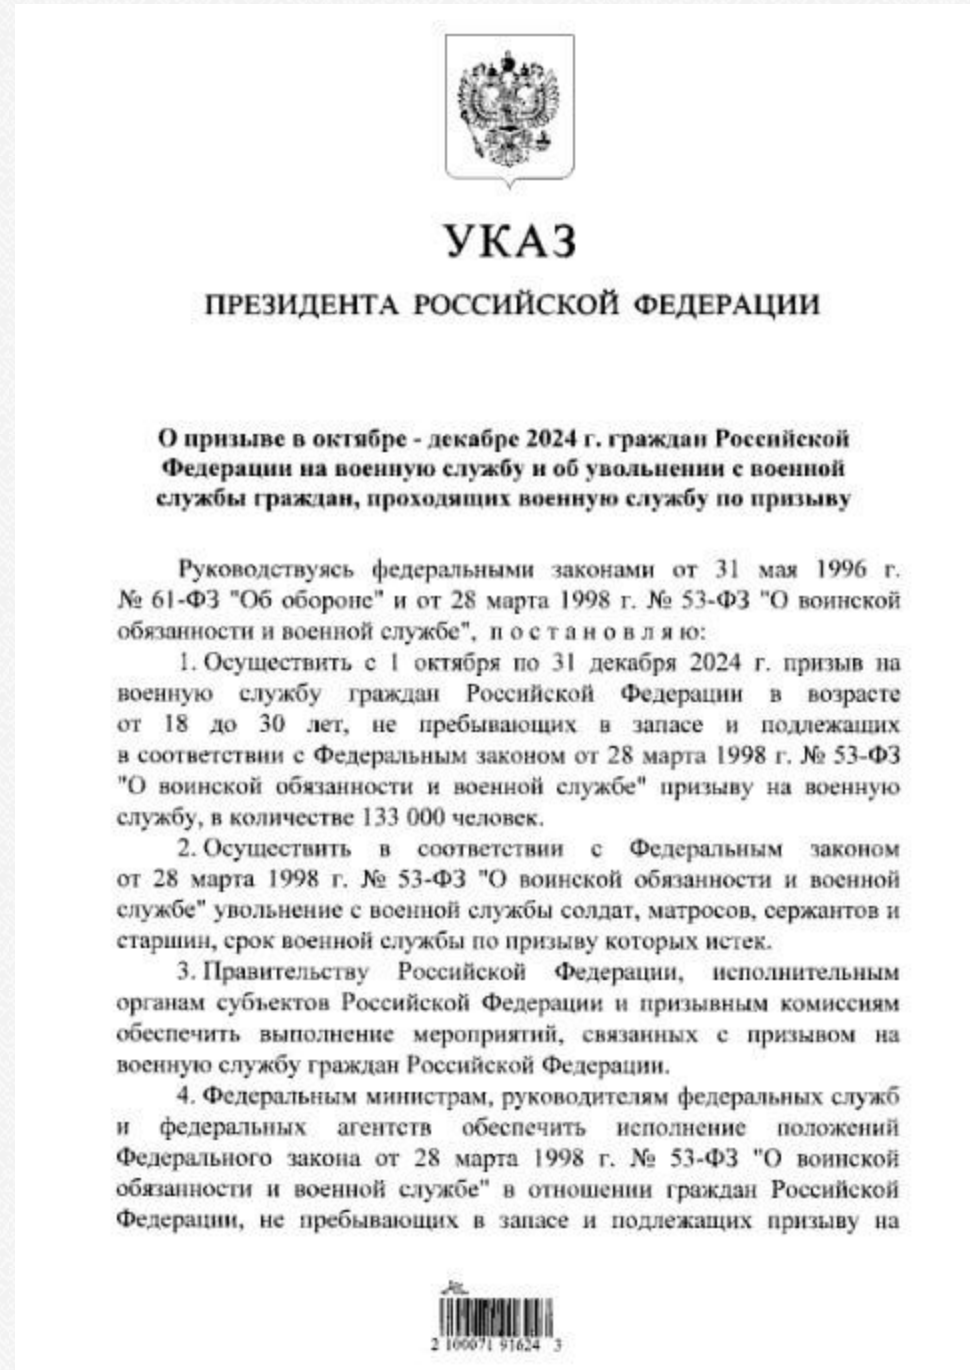 УКАЗ
ПРЕЗИДЕНТА РОССИЙСКОЙ ФЕДЕРАЦИИ
О призыве в октябре - декабре 2024 г. граждан Российской
Федерации на военную службу и об увольнении с военной
службы граждан, проходящих военную службу по призыву
Руководствуясь федеральными законами от 31 мая 1996 г.
№ 61-ФЗ "Об обороне" и от 28 марта 1998 г. № 53-ФЗ "О воинской
обязанности и военной службе", п о с т а н о в л я ю:
1. Осуществить с 1 октября по 31 декабря 2024 г. призыв на
военную службу граждан Российской Федерации в возрасте
от 18 до 30 лет, не пребывающих в запасе и подлежащих
в соответствии с Федеральным законом от 28 марта 1998 г. № 53-ФЗ
"О воинской обязанности и военной службе" призыву на военную
службу, в количестве 133 000 человек.
2. Осуществить в соответствии с Федеральным законом
от 28 марта 1998 г. № 53-ФЗ "О воинской обязанности и военной
службе" увольнение с военной службы солдат, матросов, сержантов и
старшин, срок военной службы по призыву которых истек.
3. Правительству Российской Федерации, исполнительным
органам субъектов Российской Федерации и призывным комиссиям
обеспечить выполнение мероприятий, связанных с призывом на
военную службу граждан Российской Федерации.
4. Федеральным министрам, руководителям федеральных служб
и федеральных агентств обеспечить исполнение положений
Федерального закона от 28 марта 1998 г. № 53-ФЗ "О воинской
обязанности и военной службе" в отношении граждан Российской
Федерации, не пребывающих в запасе и подлежащих призыву на
2 100071 91624 3